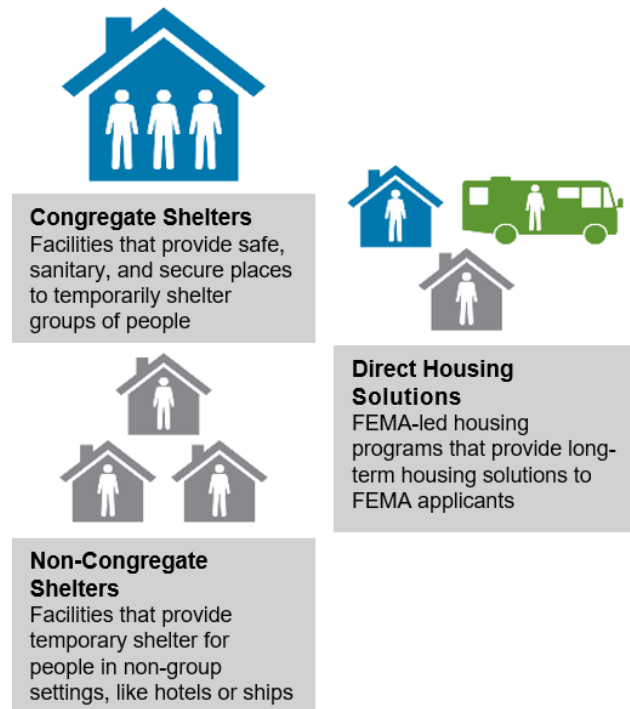 Congregate Shelters
Facilities that provide safe,
sanitary, and secure places
to temporarily shelter
groups of people
Direct Housing
Solutions
FEMA-led housing
programs that provide long-
term housing solutions to
FEMA applicants
Non-Congregate
Shelters
Facilities that provide
temporary shelter for
people in non-group
settings, like hotels or ships